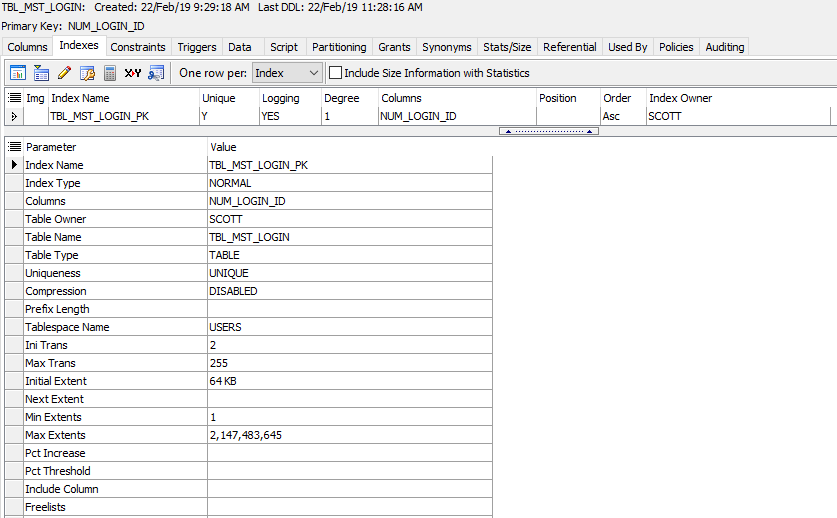 TBL_MST_LOGIN: Created: 22/Feb/19 9:29:18 AM Last DDL: 22/Feb/19 11:28:16 AM
Primary Key: NUM_LOGIN_ID
Columns Indexes Constraints Triggers Data Script Partitioning Grants Synonyms Stats/Size Referential Used By Policies Auditing
X↔Y One row per: Index Include Size Information with Statistics
Img Index Name Unique Logging Degree Columns Position Order Index Owner
TBL_MST_LOGIN_PK Y YES 1 NUM_LOGIN_ID Asc SCOTT
Parameter Value
Index Name TBL_MST_LOGIN_PK
Index Type NORMAL
Columns NUM_LOGIN_ID
Table Owner SCOTT
Table Name TBL_MST_LOGIN
Table Type TABLE
Uniqueness UNIQUE
Compression DISABLED
Prefix Length
Tablespace Name USERS
Ini Trans 2
Max Trans 255
Initial Extent 64 KB
Next Extent
Min Extents 1
Max Extents 2,147,483,645
Pct Increase
Pct Threshold
Include Column
Freelists